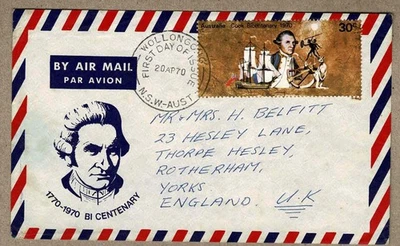 Australia Cook Bicentenary 1970
30c
WOLLONGONG
FIRST DAY OF ISSUE
20 AP 70
N.S.W-AUST
BY AIR MAIL
PAR AVION
MR & MRS. H. BELFITT
23 HESLEY LANE,
THORPE HESLEY,
ROTHERHAM,
YORKS
ENGLAND. U.K
1770-1970 BI CENTENARY